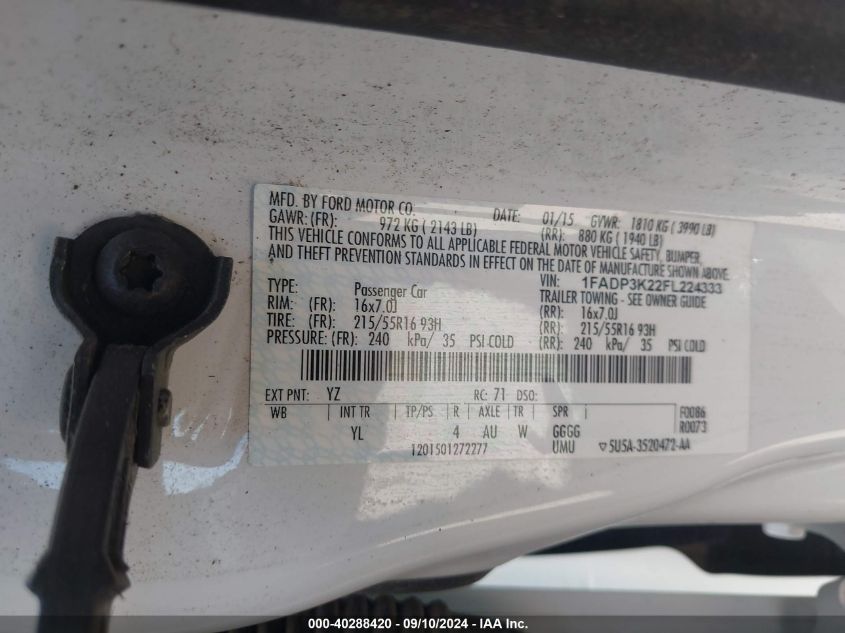 MFD. BY FORD MOTOR CO. DATE: 01/15 GVWR: 1810 KG ( 3990 LB)
GAWR: (FR): 972 KG ( 2143 LB) (RR): 880 KG ( 1940 LB)
THIS VEHICLE CONFORMS TO ALL APPLICABLE FEDERAL MOTOR VEHICLE SAFETY, BUMPER,
AND THEFT PREVENTION STANDARDS IN EFFECT ON THE DATE OF MANUFACTURE SHOWN ABOVE.
VIN: 1FADP3K22FL224333
TYPE: Passenger Car TRAILER TOWING - SEE OWNER GUIDE
RIM: (FR): 16x7.0J (RR): 16x7.0J
TIRE: (FR): 215/55R16 93H (RR): 215/55R16 93H
PRESSURE: (FR): 240 kPa/ 35 PSI COLD (RR): 240 kPa/ 35 PSI COLD
EXT PNT: YZ RC: 71 DSO:
WB INT TR TP/PS R AXLE TR SPR F0086
R0073
YL 4 AU W GGGG
1201501272277 UMU ▽ 5U5A-3520472-AA
000-40288420 - 09/10/2024 - IAA Inc.